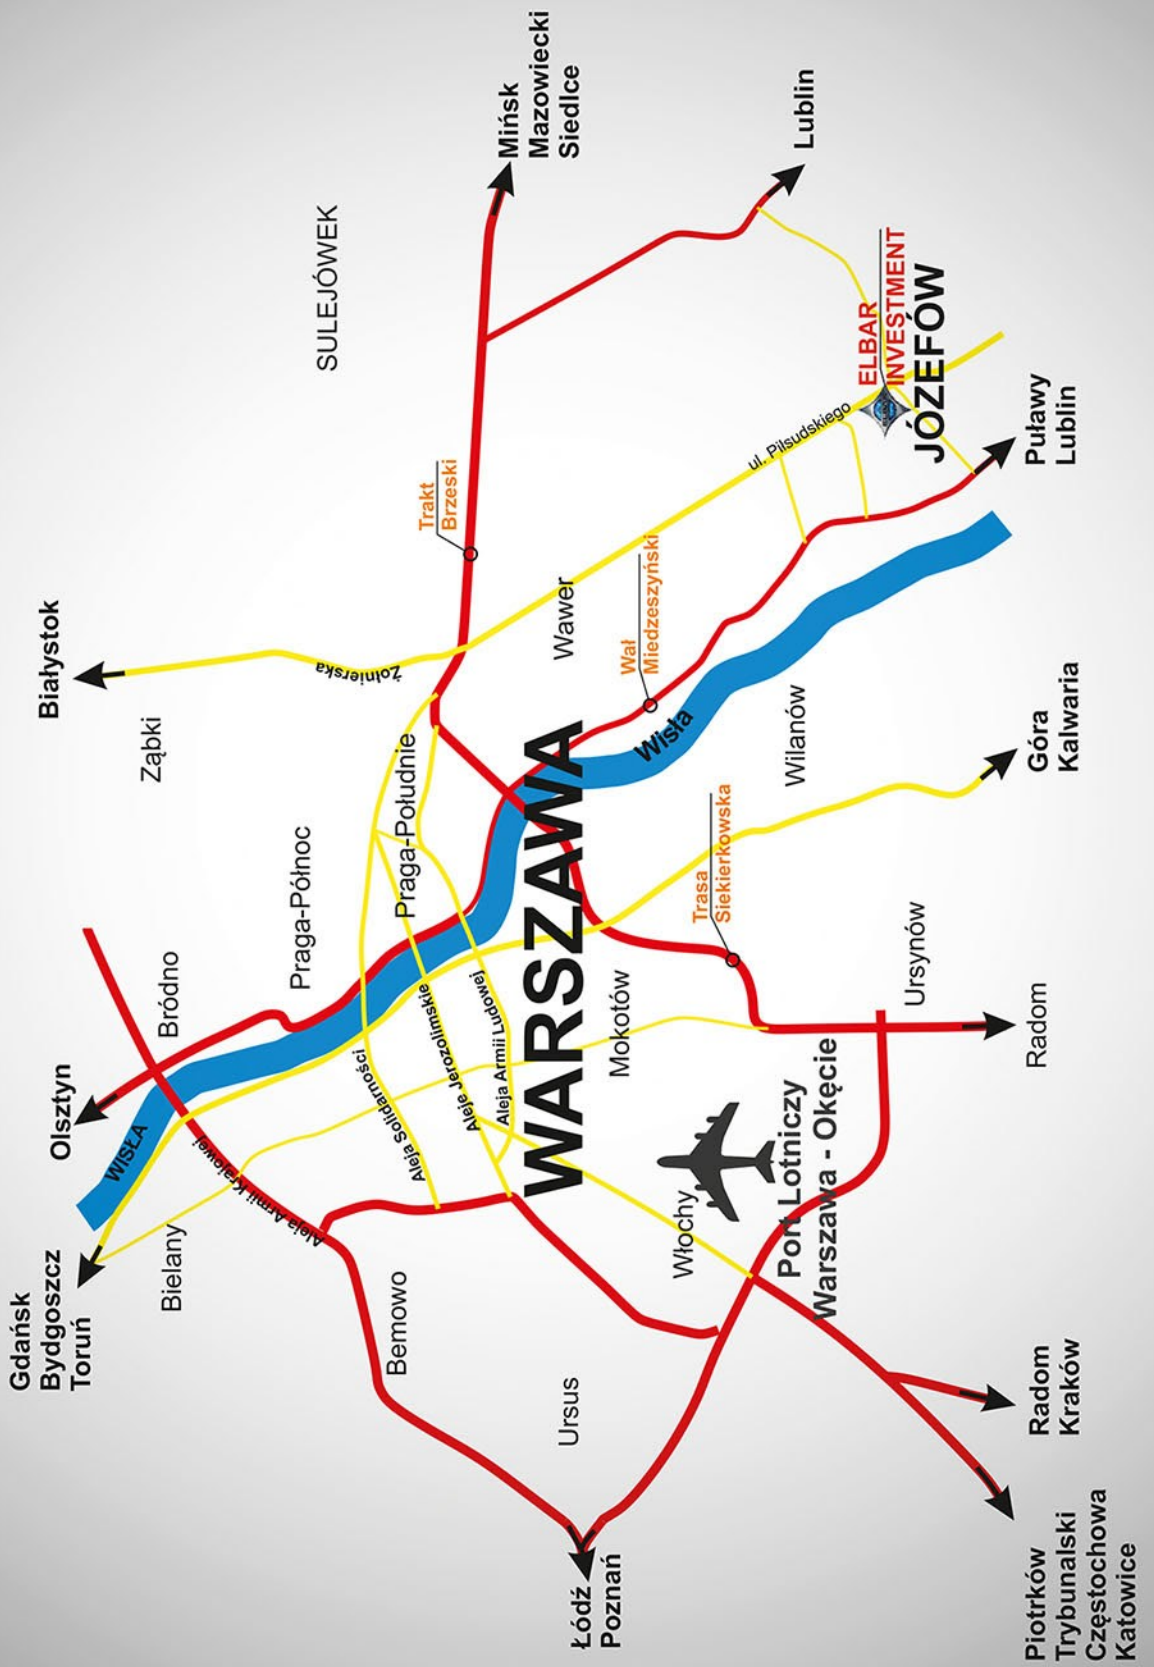 Gdańsk
Bydgoszcz
Toruń
Olsztyn
Białystok
WISŁA
Bielany
Bródno
Ząbki
Aleja Armii Krajowej
Praga-Północ
SULEJÓWEK
Żołnierska
Bemowo
Aleja Solidarności
Praga-Południe
Trakt
Brzeski
Mińsk
Mazowiecki
Siedlce
Aleje Jerozolimskie
Aleja Armii Ludowej
WARSZAWA
Wawer
Ursus
Łódź
Poznań
Mokotów
Wał
Miedzeszyński
Wisła
Włochy
Trasa
Siekierkowska
Wilanów
ul. Piłsudskiego
Lublin
Port Lotniczy
Warszawa - Okęcie
Ursynów
ELBAR
INVESTMENT
JÓZEFÓW
Piotrków
Trybunalski
Częstochowa
Katowice
Radom
Kraków
Radom
Góra
Kalwaria
Puławy
Lublin